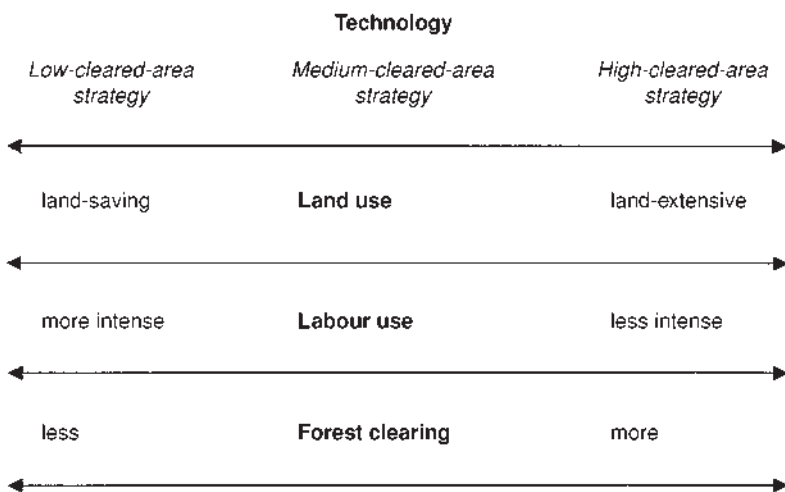 Technology
Low-cleared-area Medium-cleared-area High-cleared-area
strategy strategy strategy
land-saving Land use land-extensive
more intense Labour use less intense
less Forest clearing more